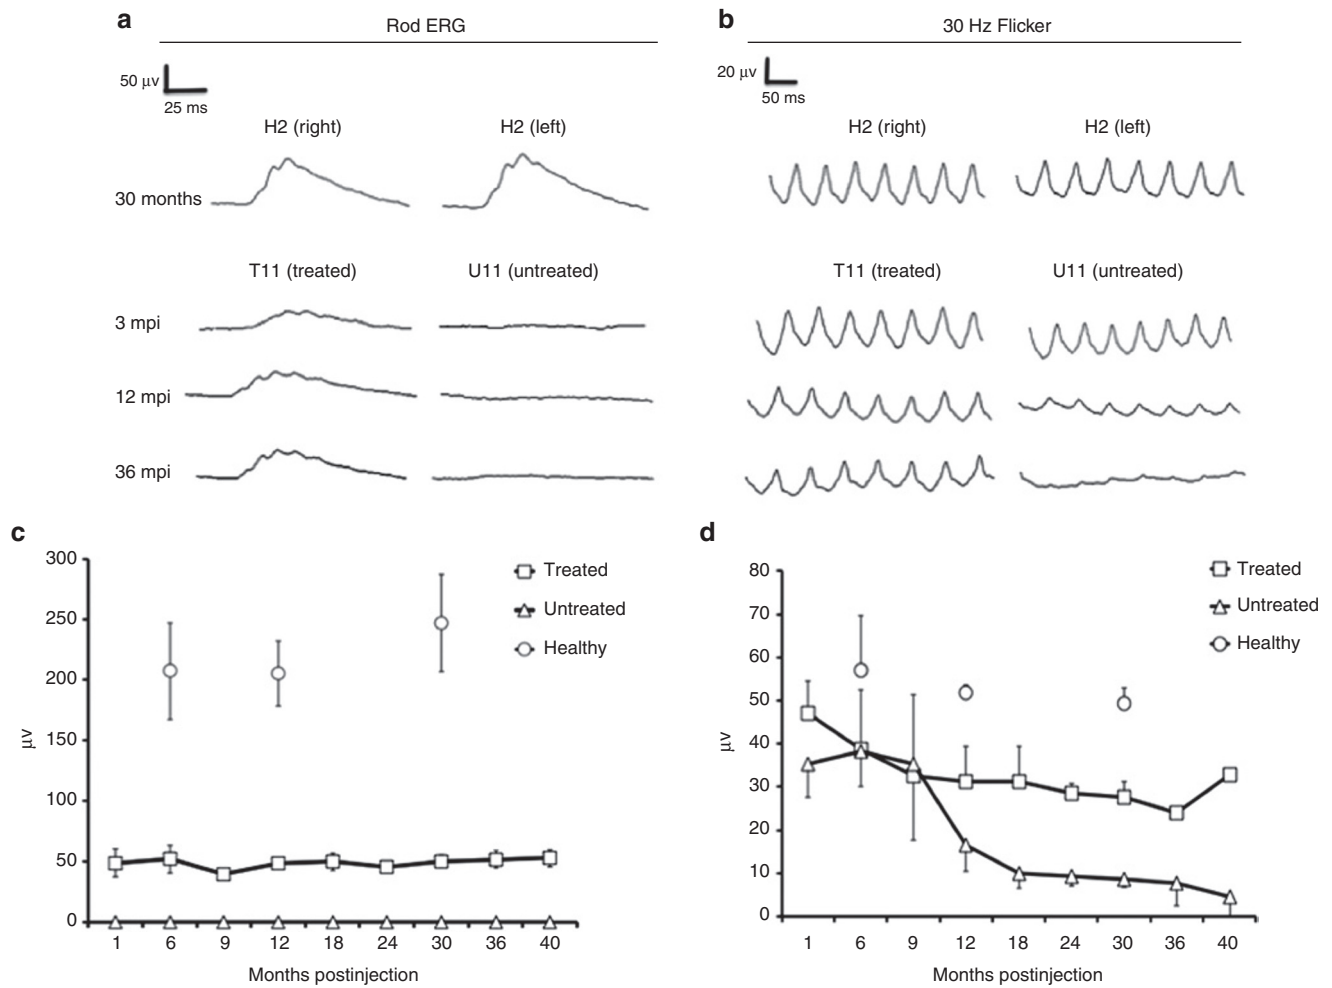 a
Rod ERG
50 μv
25 ms
H2 (right)
H2 (left)
30 months
T11 (treated)
U11 (untreated)
3 mpi
12 mpi
36 mpi
b
30 Hz Flicker
20 μv
50 ms
H2 (right)
H2 (left)
T11 (treated)
U11 (untreated)
c
300
250
200
150
100
50
0
μv
1 6 9 12 18 24 30 36 40
Months postinjection
Treated
Untreated
Healthy
d
80
70
60
50
40
30
20
10
0
μv
1 6 9 12 18 24 30 36 40
Months postinjection
Treated
Untreated
Healthy